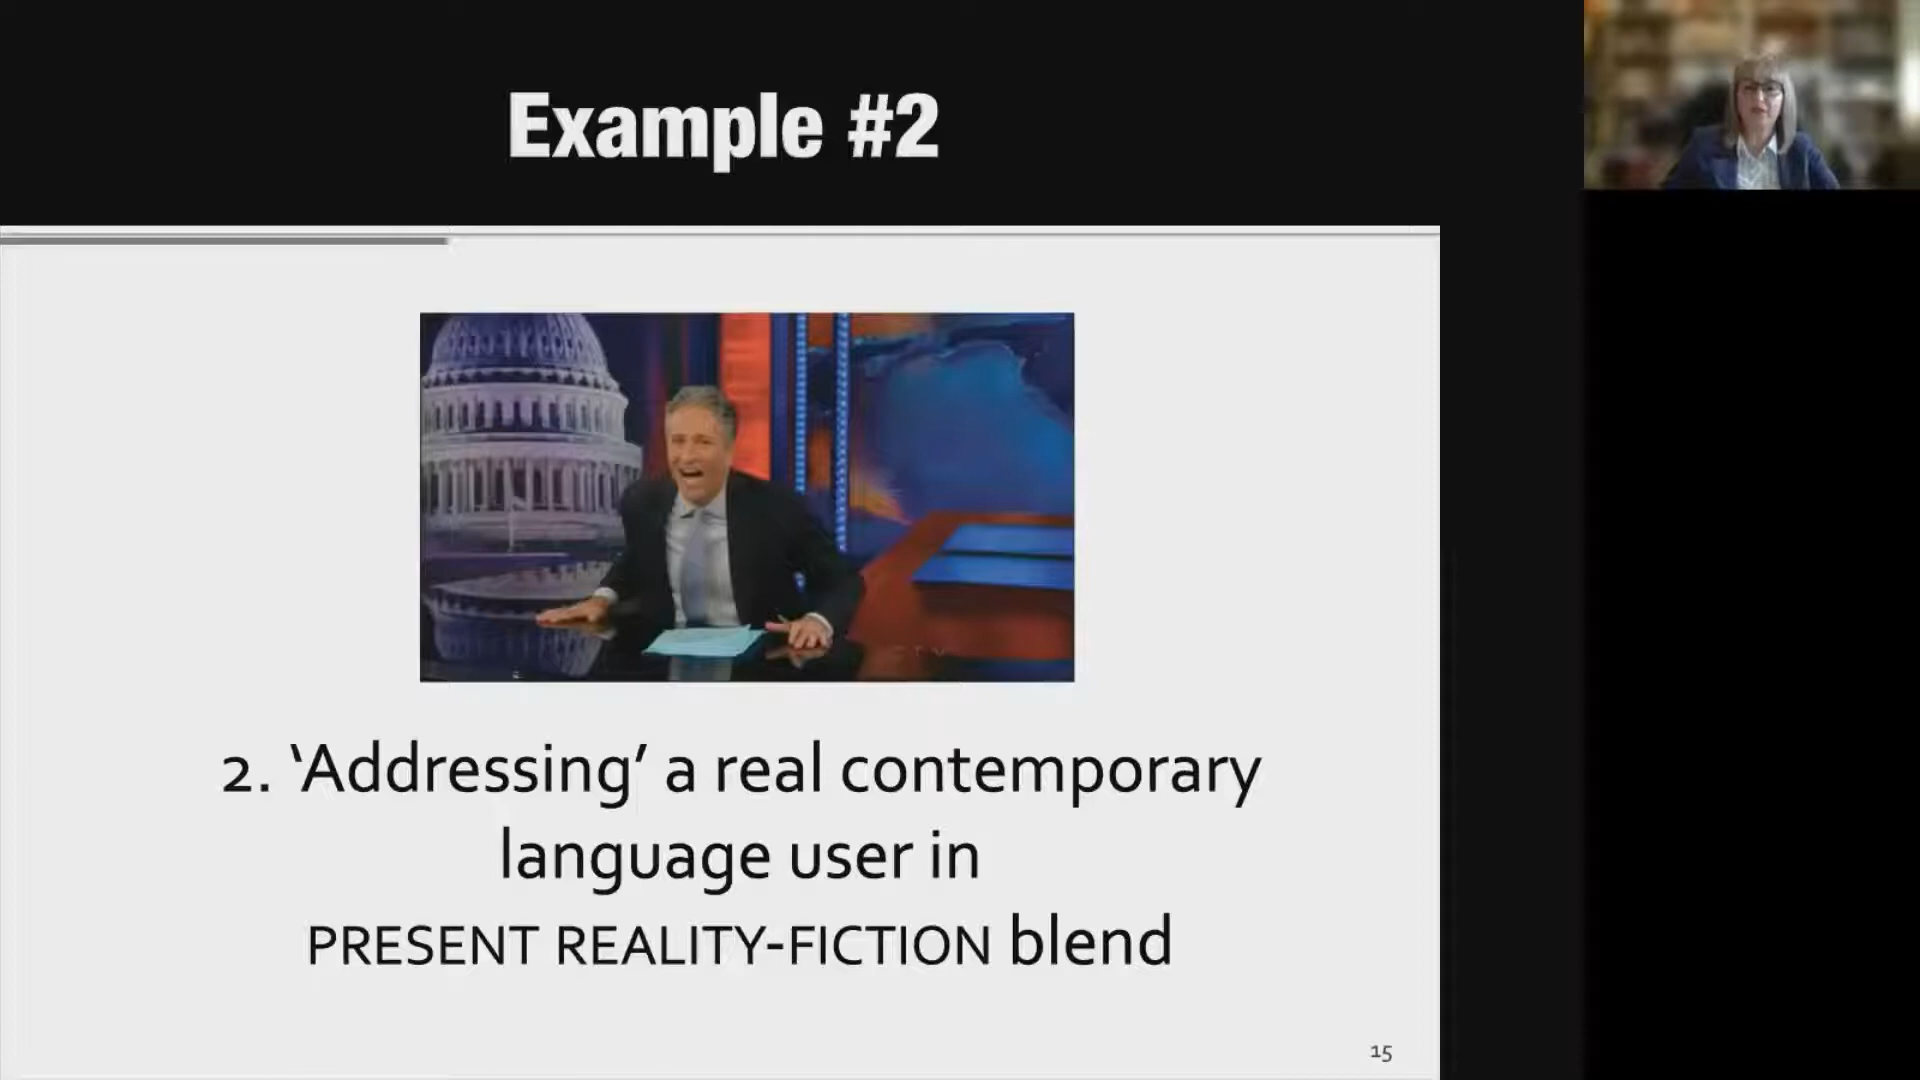 Example #2
2. ‘Addressing’ a real contemporary
language user in
PRESENT REALITY-FICTION blend
15